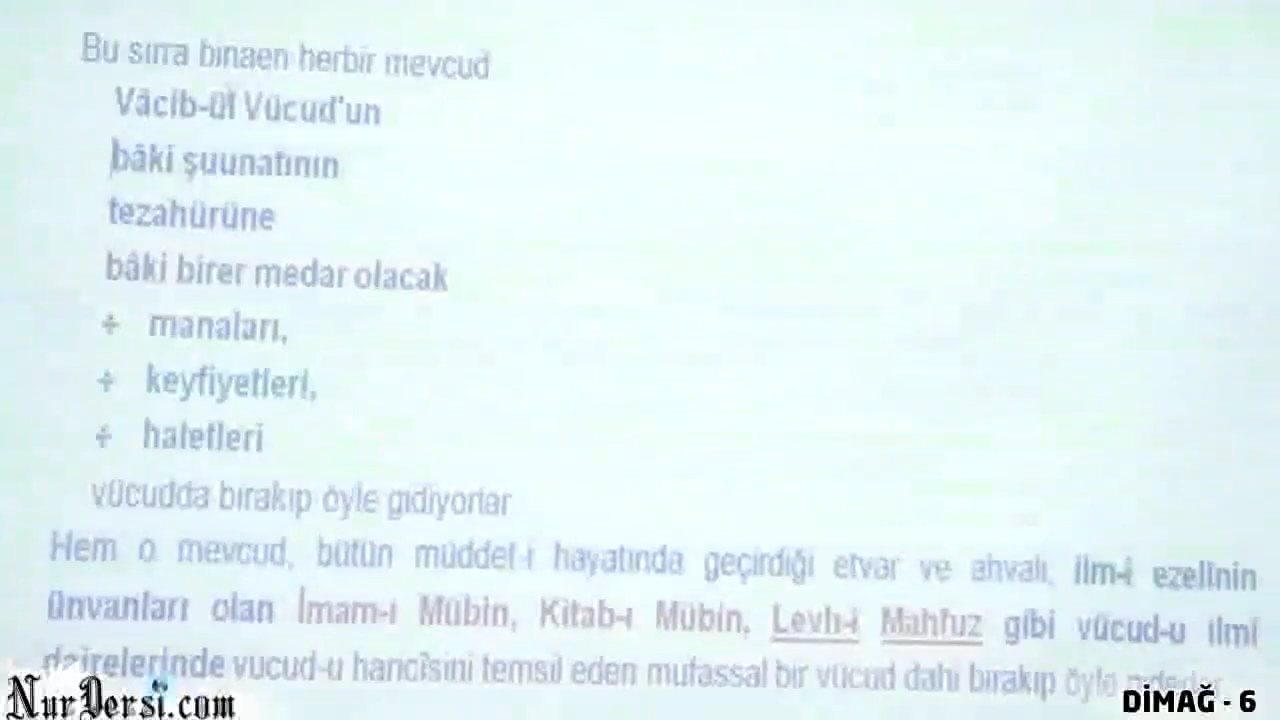 Bu sırra binaen herbir mevcud
Vâcib-ül Vücud'un
bâki şuunatının
tezahürüne
bâki birer medar olacak
÷ manaları,
÷ keyfiyetleri,
÷ haletleri
vücudda bırakıp öyle gidiyorlar
Hem o mevcud, bütün müddet-i hayatında geçirdiği etvar ve ahvali, ilm-i ezelînin
ünvanları olan İmam-ı Mübin, Kitab-ı Mübin, Levh-i Mahfuz gibi vücud-u ilmî
dairelerinde vücud-u haricîsini temsil eden mufassal bir vücud dahi bırakıp öyle
NurDersi.com
DİMAĞ - 6